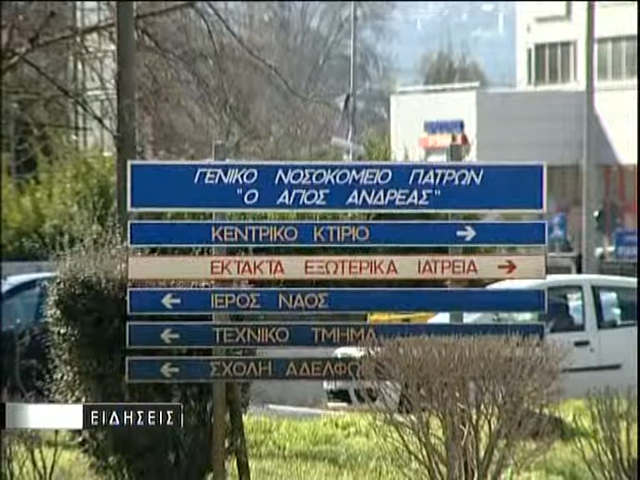 ΓΕΝΙΚΟ ΝΟΣΟΚΟΜΕΙΟ ΠΑΤΡΩΝ
"Ο ΑΓΙΟΣ ΑΝΔΡΕΑΣ"
ΚΕΝΤΡΙΚΟ ΚΤΙΡΙΟ →
ΕΚΤΑΚΤΑ ΕΞΩΤΕΡΙΚΑ ΙΑΤΡΕΙΑ →
← ΙΕΡΟΣ ΝΑΟΣ
← ΤΕΧΝΙΚΟ ΤΜΗΜΑ
← ΣΧΟΛΗ
ΕΙΔΗΣΕΙΣ